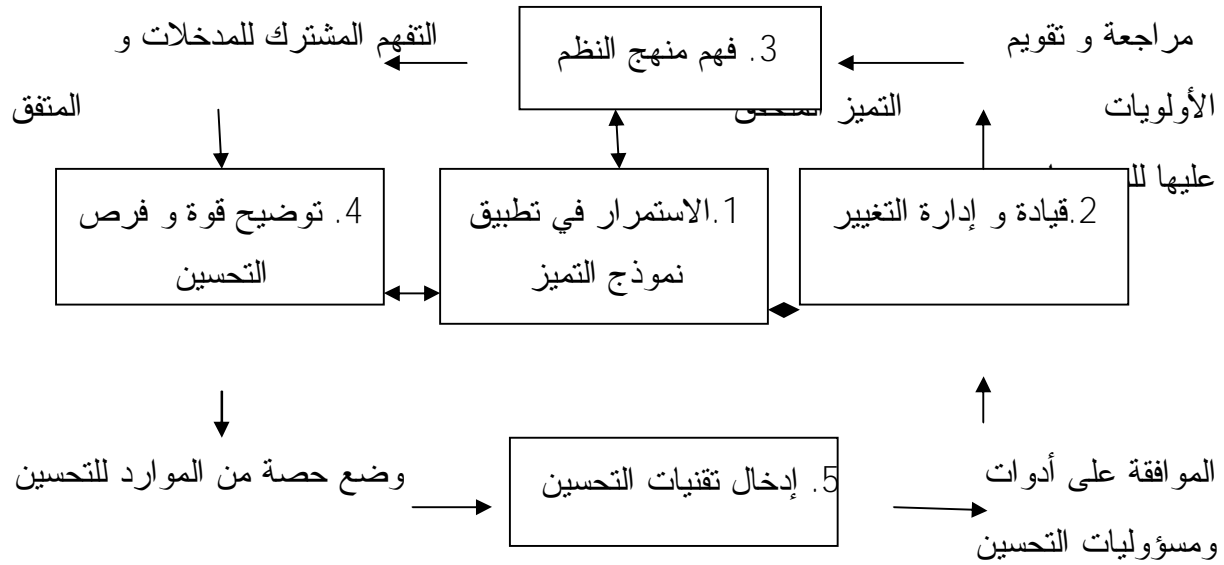 مراجعة و تقويم
3. فهم منهج النظم
التفهم المشترك للمدخلات و
الأولويات
التميز
المتفق
عليها
2.قيادة و إدارة التغيير
1.الاستمرار في تطبيق
نموذج التميز
4. توضيح قوة و فرص
التحسين
الموافقة على أدوات
ومسؤوليات التحسين
5. إدخال تقنيات التحسين
وضع حصة من الموارد للتحسين